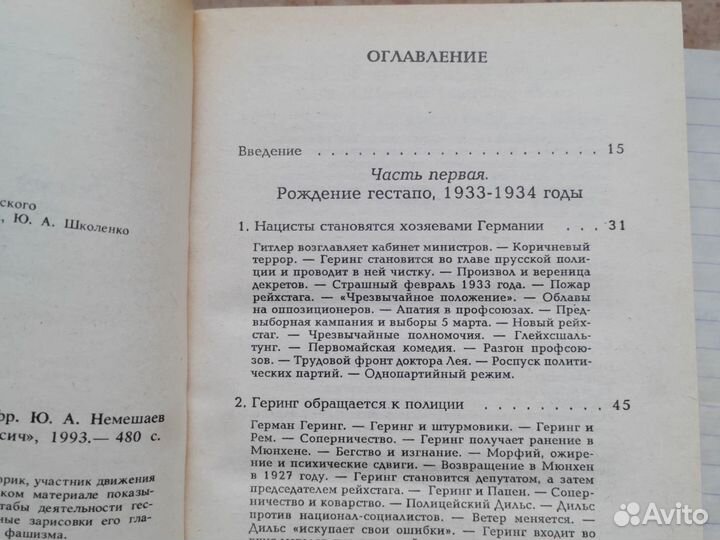 ского
, Ю. А. Школенко
фр. Ю. А. Немешаев
сич», 1993.— 480 с.
орик, участник движения
ком материале показы-
табы деятельности гес-
ные зарисовки его гла-
фашизма.
ОГЛАВЛЕНИЕ
Введение . . . . . . . . . . . . . . . . . . . . 15
Часть первая.
Рождение гестапо, 1933-1934 годы
1. Нацисты становятся хозяевами Германии . . . . 31
Гитлер возглавляет кабинет министров. — Коричневый
террор. — Геринг становится во главе прусской поли-
ции и проводит в ней чистку. — Произвол и вереница
декретов. — Страшный февраль 1933 года. — Пожар
рейхстага. — «Чрезвычайное положение». — Облавы
на оппозиционеров. — Апатия в профсоюзах. — Пред-
выборная кампания и выборы 5 марта. — Новый рейх-
стаг. — Чрезвычайные полномочия. — Глейхсшаль-
тунг. — Первомайская комедия. — Разгон профсою-
зов. — Трудовой фронт доктора Лея. — Роспуск полити-
ческих партий. — Однопартийный режим.
2. Геринг обращается к полиции . . . . . . . . . 45
Герман Геринг. — Геринг и штурмовики. — Геринг и
Рем. — Соперничество. — Геринг получает ранение в
Мюнхене. — Бегство и изгнание. — Морфий, ожире-
ние и психические сдвиги. — Возвращение в Мюнхен
в 1927 году. — Геринг становится депутатом, а затем
председателем рейхстага. — Геринг и Папен. — Сопер-
ничество и коварство. — Полицейский Дильс. — Дильс
против национал-социалистов. — Ветер меняется. —
Дильс «искупает свои ошибки». — Геринг входит во
Avito